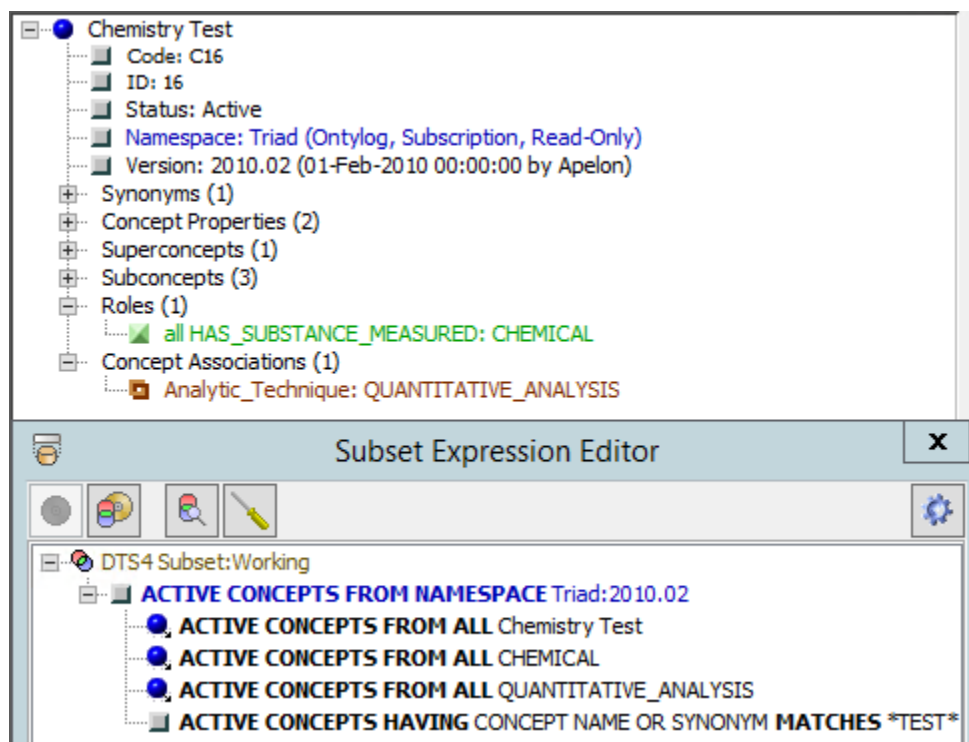 Chemistry Test
Code: C16
ID: 16
Status: Active
Namespace: Triad (Ontylog, Subscription, Read-Only)
Version: 2010.02 (01-Feb-2010 00:00:00 by Apelon)
Synonyms (1)
Concept Properties (2)
Superconcepts (1)
Subconcepts (3)
Roles (1)
all HAS_SUBSTANCE_MEASURED: CHEMICAL
Concept Associations (1)
Analytic_Technique: QUANTITATIVE_ANALYSIS
Subset Expression Editor
x
DTS4 Subset:Working
ACTIVE CONCEPTS FROM NAMESPACE Triad:2010.02
ACTIVE CONCEPTS FROM ALL Chemistry Test
ACTIVE CONCEPTS FROM ALL CHEMICAL
ACTIVE CONCEPTS FROM ALL QUANTITATIVE_ANALYSIS
ACTIVE CONCEPTS HAVING CONCEPT NAME OR SYNONYM MATCHES *TEST*